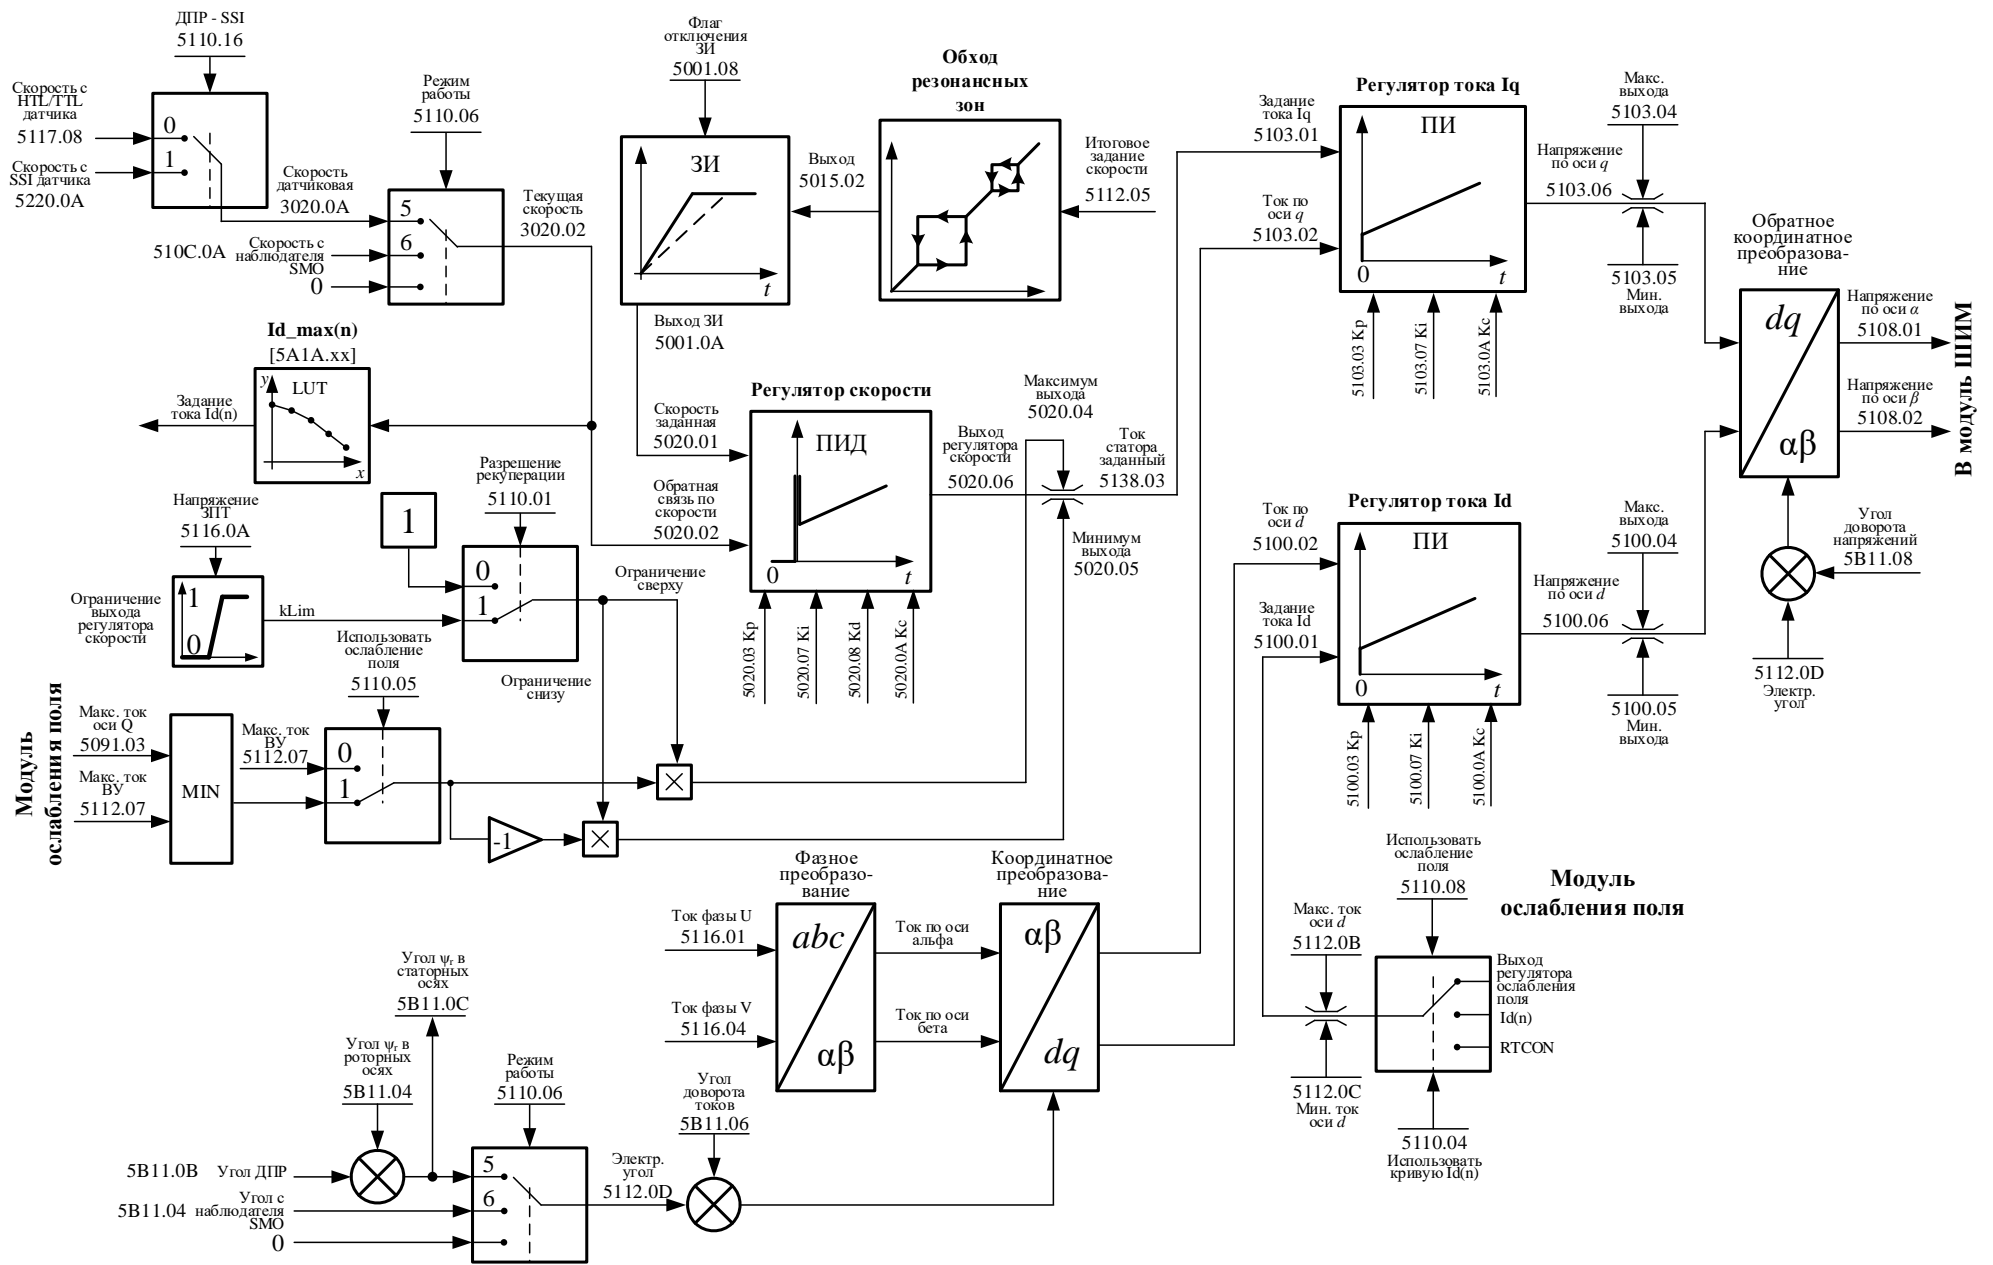 ДПР - SSI
5110.16
Скорость с
HTL/TTL
датчика
5117.08
Скорость с
SSI датчика
5220.0A
0
1
Скорость
датчиковая
3020.0A
Режим
работы
5110.06
5
6
510C.0A
Скорость с
наблюдателя
SMO
0
Текущая
скорость
3020.02
Флаг
отключения
ЗИ
5001.08
ЗИ
t
Выход
5015.02
Обход
резонансных
зон
Итоговое
задание
скорости
5112.05
Выход ЗИ
5001.0A
Id_max(n)
[5A1A.xx]
y
LUT
x
Задание
тока Id(n)
Регулятор скорости
Скорость
заданная
5020.01
Обратная
связь по
скорости
5020.02
ПИД
0
t
5020.03 Kp
5020.07 Ki
5020.08 Kd
5020.0A Kc
Выход
регулятора
скорости
5020.06
Максимум
выхода
5020.04
Ток
статора
заданный
5138.03
Минимум
выхода
5020.05
Напряжение
ЗПТ
5116.0A
1
Разрешение
рекуперации
5110.01
0
1
Ограничение
выхода
регулятора
скорости
1
0
kLim
Ограничение
сверху
Ограничение
снизу
Использовать
ослабление
поля
5110.05
Модуль
ослабления поля
Макс. ток
оси Q
5091.03
Макс. ток
ВУ
5112.07
MIN
Макс. ток
ВУ
5112.07
0
1
-1
Задание
тока Iq
5103.01
Ток по
оси q
5103.02
Регулятор тока Iq
ПИ
0
t
5103.03 Kp
5103.07 Ki
5103.0A Kc
Напряжение
по оси q
5103.06
Макс.
выхода
5103.04
5103.05
Мин.
выхода
Обратное
координатное
преобразова-
ние
dq
αβ
Напряжение
по оси α
5108.01
Напряжение
по оси β
5108.02
В модуль ШИМ
Угол
доворота
напряжений
5B11.08
5112.0D
Электр.
угол
Регулятор тока Id
Ток по
оси d
5100.02
Задание
тока Id
5100.01
ПИ
0
t
5100.03 Kp
5100.07 Ki
5100.0A Kc
Напряжение
по оси d
5100.06
Макс.
выхода
5100.04
5100.05
Мин.
выхода
Фазное
преобразо-
вание
Ток фазы U
5116.01
Ток фазы V
5116.04
abc
αβ
Ток по оси
альфа
Ток по оси
бета
Координатное
преобразова-
ние
αβ
dq
Использовать
ослабление
поля
5110.08
Модуль
ослабления поля
Макс. ток
оси d
5112.0B
5112.0C
Мин. ток
оси d
Выход
регулятора
ослабления
поля
Id(n)
RTCON
5110.04
Использовать
кривую Id(n)
Угол ψr в
статорных
осях
5B11.0C
Угол ψr в
роторных
осях
5B11.04
5B11.0B Угол ДПР
5B11.04
Угол с
наблюдателя
SMO
0
Режим
работы
5110.06
5
6
Электр.
угол
5112.0D
Угол
доворота
токов
5B11.06